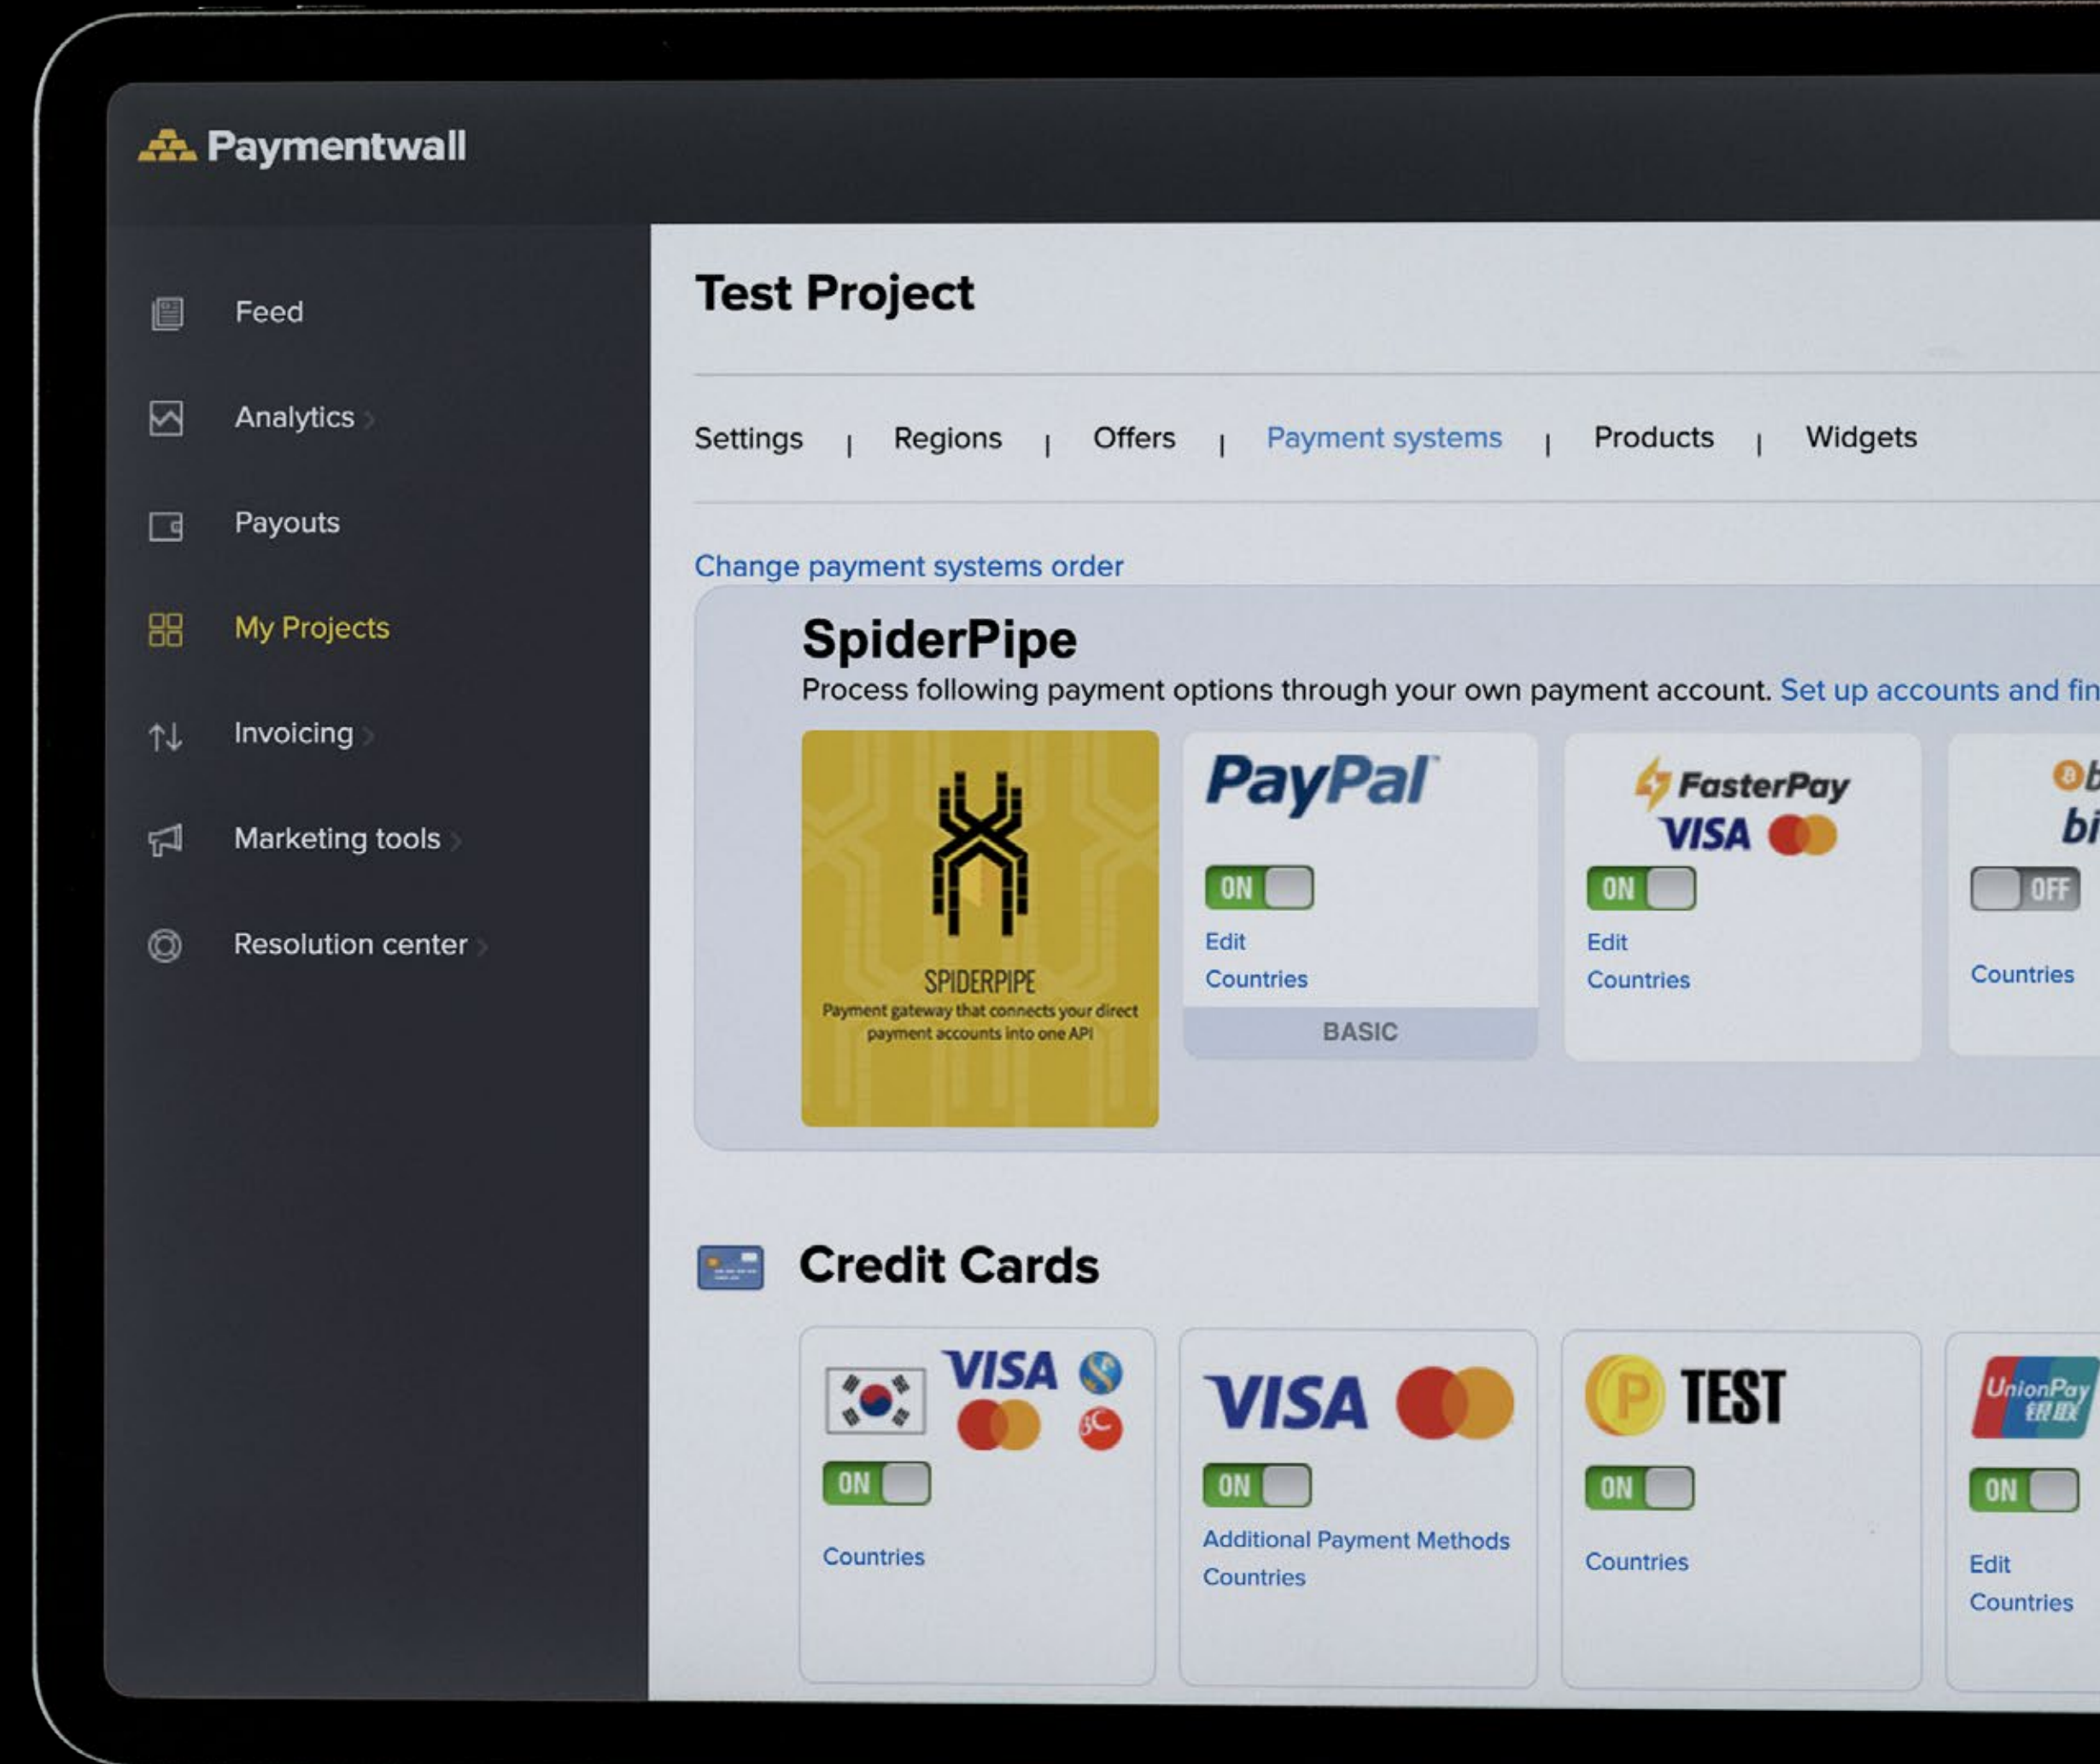 Paymentwall
Feed
Analytics
Payouts
My Projects
Invoicing
Marketing tools
Resolution center
Test Project
Settings | Regions | Offers | Payment systems | Products | Widgets
Change payment systems order
SpiderPipe
Process following payment options through your own payment account. Set up accounts and fin
SPIDERPIPE
Payment gateway that connects your direct
payment accounts into one API
PayPal
ON
Edit
Countries
BASIC
FasterPay
VISA
ON
Edit
Countries
b
bi
OFF
Countries
Credit Cards
VISA
BC
ON
Countries
VISA
ON
Additional Payment Methods
Countries
P TEST
ON
Countries
UnionPay
银联
ON
Edit
Countries